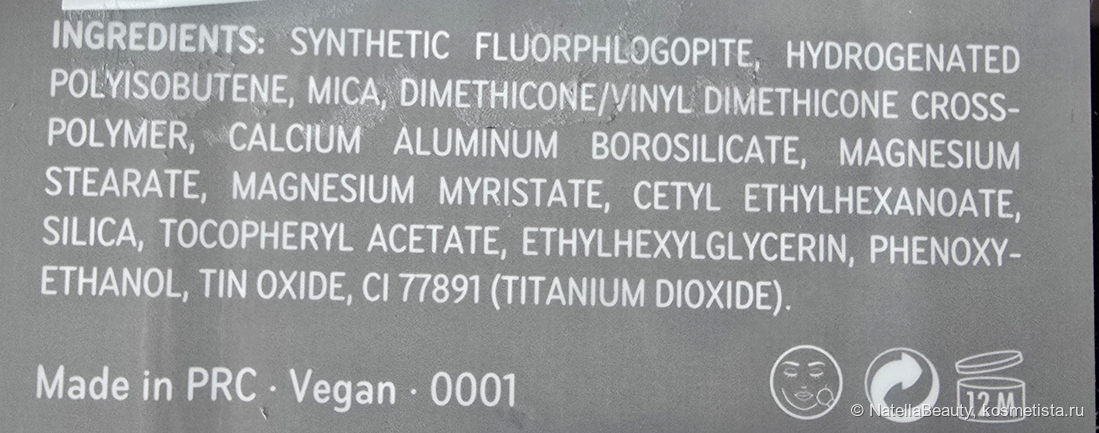 INGREDIENTS: SYNTHETIC FLUORPHLOGOPITE, HYDROGENATED
POLYISOBUTENE, MICA, DIMETHICONE/VINYL DIMETHICONE CROSS-
POLYMER, CALCIUM ALUMINUM BOROSILICATE, MAGNESIUM
STEARATE, MAGNESIUM MYRISTATE, CETYL ETHYLHEXANOATE,
SILICA, TOCOPHERYL ACETATE, ETHYLHEXYLGLYCERIN, PHENOXY-
ETHANOL, TIN OXIDE, CI 77891 (TITANIUM DIOXIDE).
Made in PRC · Vegan · 0001
12 M
© NatellaBeauty, kosmetista.ru